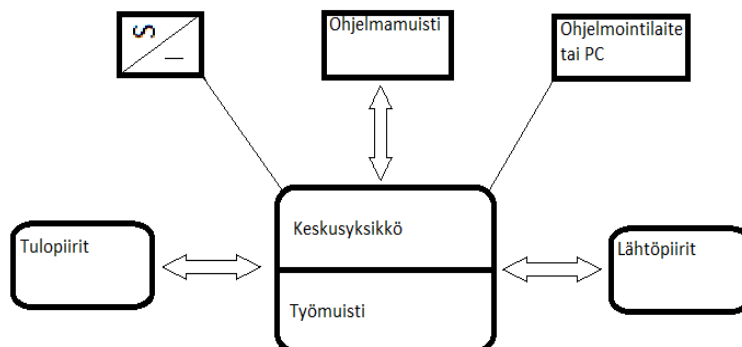 S
I
Ohjelmamuisti
Ohjelmointilaite
tai PC
Keskusyksikkö
Tulopiirit
Lähtöpiirit
Työmuisti